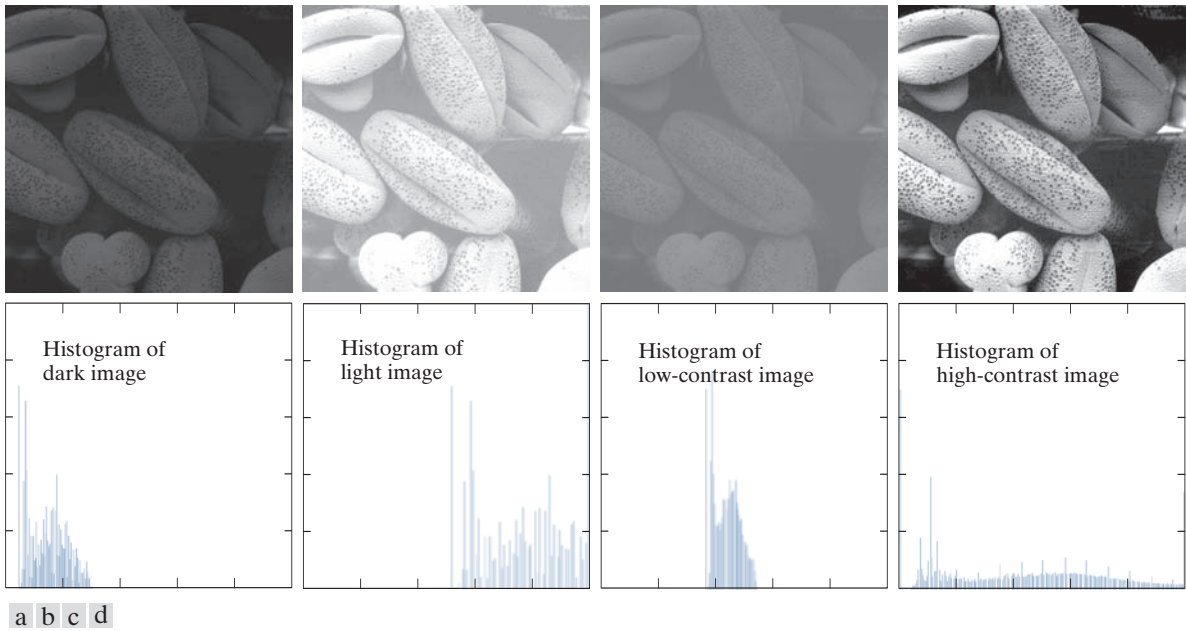 Histogram of
dark image
Histogram of
light image
Histogram of
low-contrast image
Histogram of
high-contrast image
a b c d